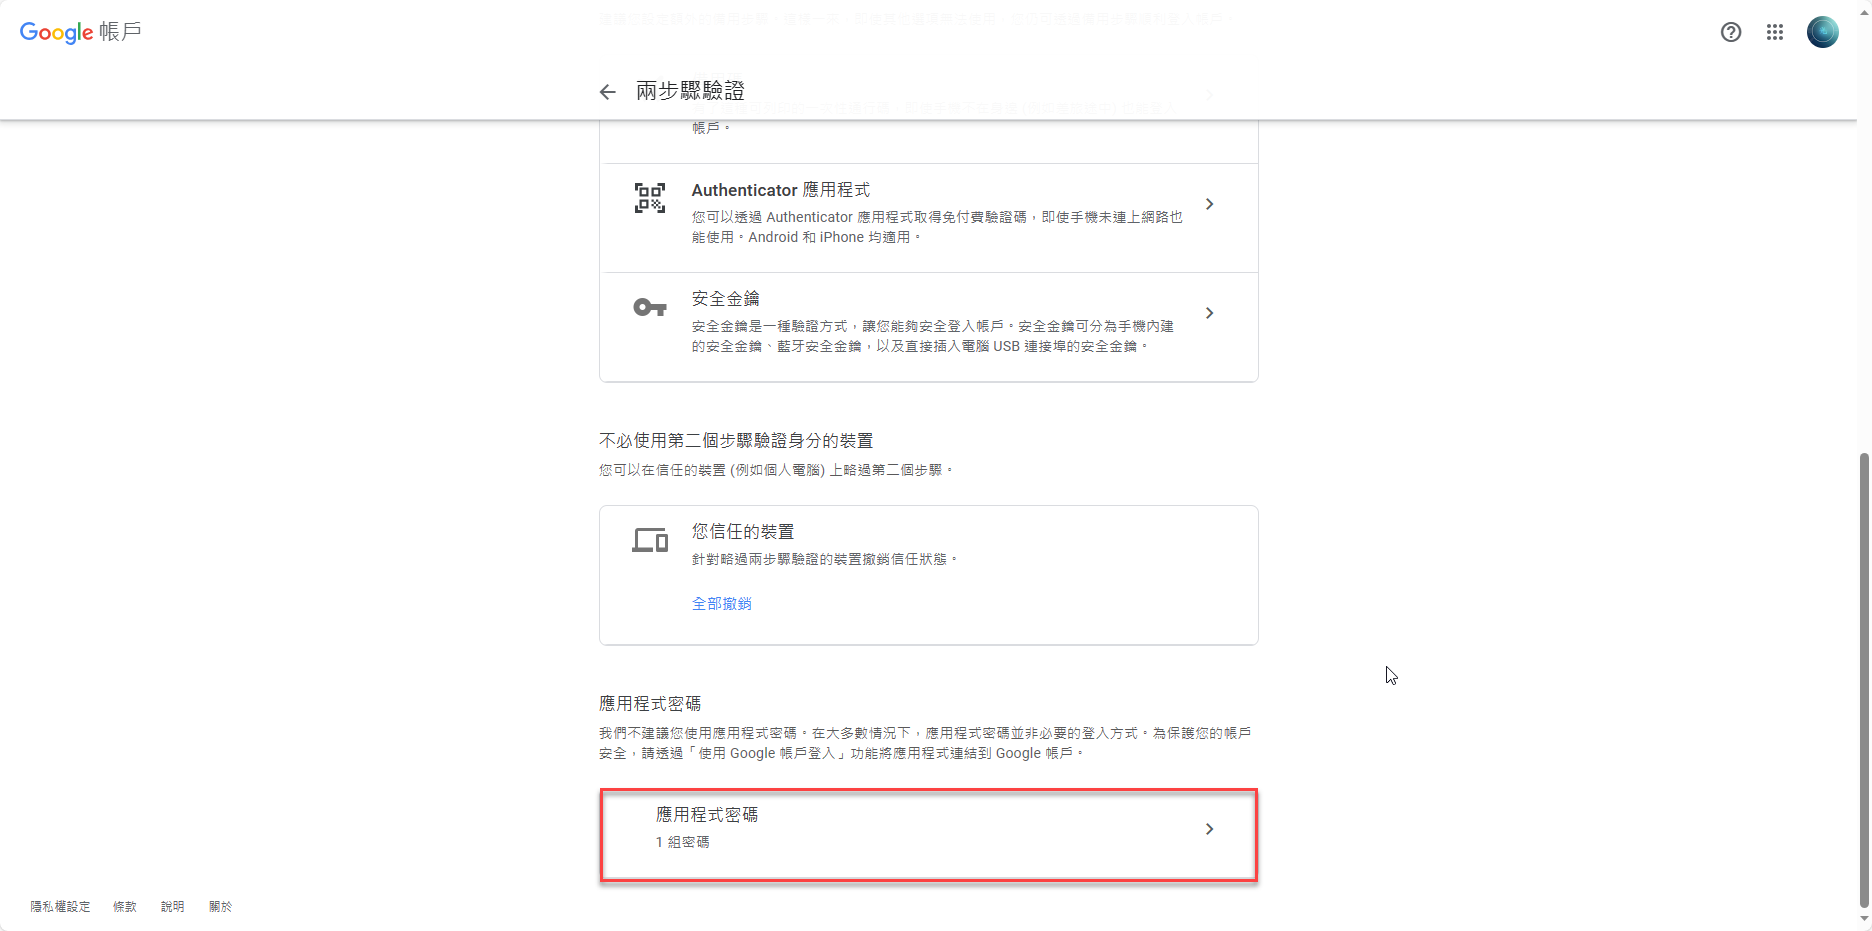 Google 帳戶
兩步驟驗證
帳戶。
Authenticator 應用程式
您可以透過 Authenticator 應用程式取得免付費驗證碼，即使手機未連上網路也
能使用。Android 和 iPhone 均適用。
安全金鑰
安全金鑰是一種驗證方式，讓您能夠安全登入帳戶。安全金鑰可分為手機內建
的安全金鑰、藍牙安全金鑰，以及直接插入電腦 USB 連接埠的安全金鑰。
不必使用第二個步驟驗證身分的裝置
您可以在信任的裝置 (例如個人電腦) 上略過第二個步驟。
您信任的裝置
針對略過兩步驟驗證的裝置撤銷信任狀態。
全部撤銷
應用程式密碼
我們不建議您使用應用程式密碼。在大多數情況下，應用程式密碼並非必要的登入方式。為保護您的帳戶
安全，請透過「使用 Google 帳戶登入」功能將應用程式連結到 Google 帳戶。
應用程式密碼
1 組密碼
隱私權設定 條款 說明 關於